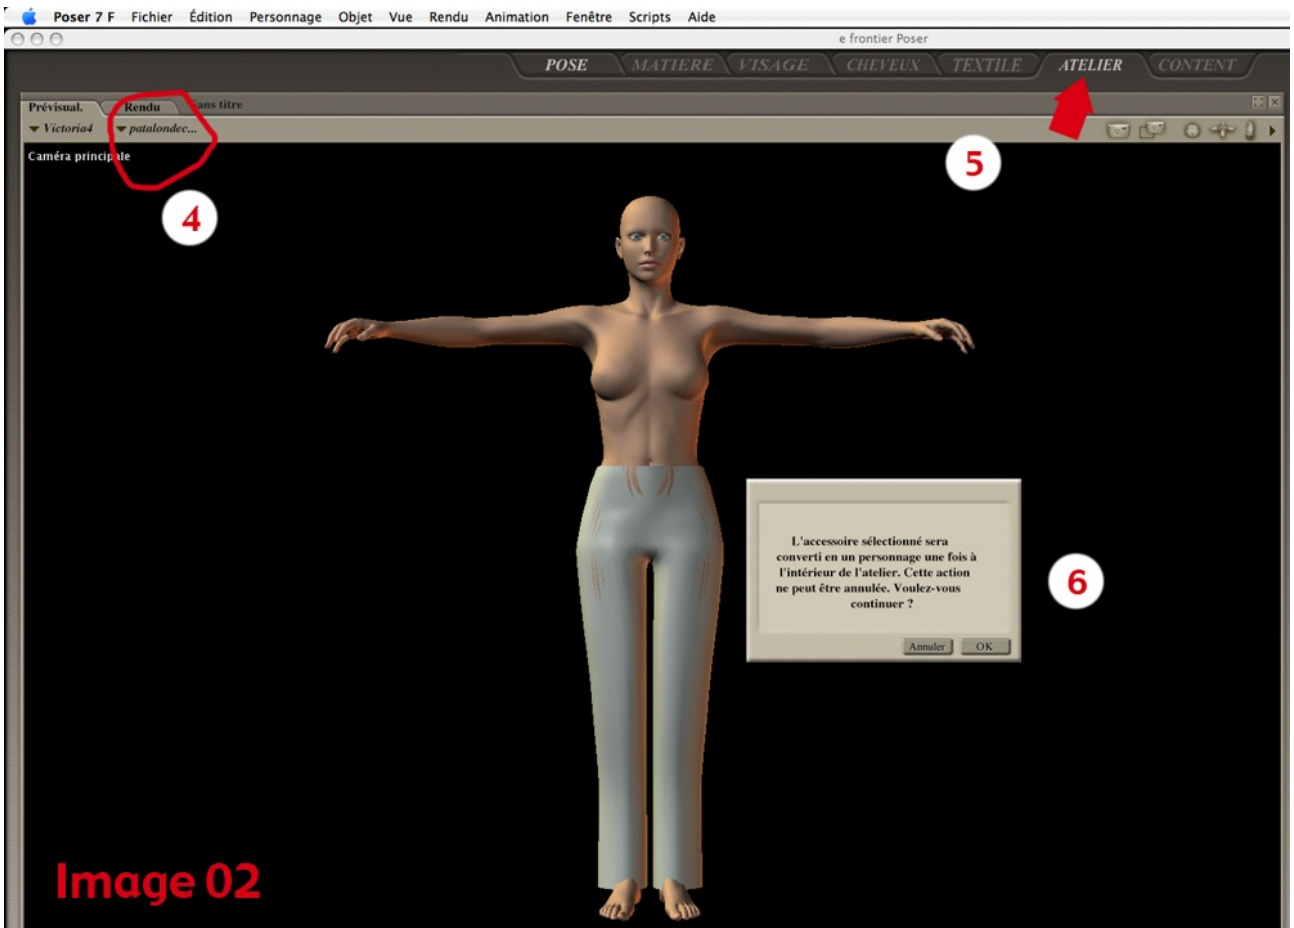 Poser 7 F Fichier Édition Personnage Objet Vue Rendu Animation Fenêtre Scripts Aide
e frontier Poser
POSE MATIERE VISAGE CHEVEUX TEXTILE ATELIER CONTENT
Prévisual. Rendu Sans titre
Victoria4 patalondec...
Caméra principale
5
4
L'accessoire sélectionné sera
converti en un personnage une fois à
l'intérieur de l'atelier. Cette action
ne peut être annulée. Voulez-vous
continuer ?
6
Annuler OK
Image 02